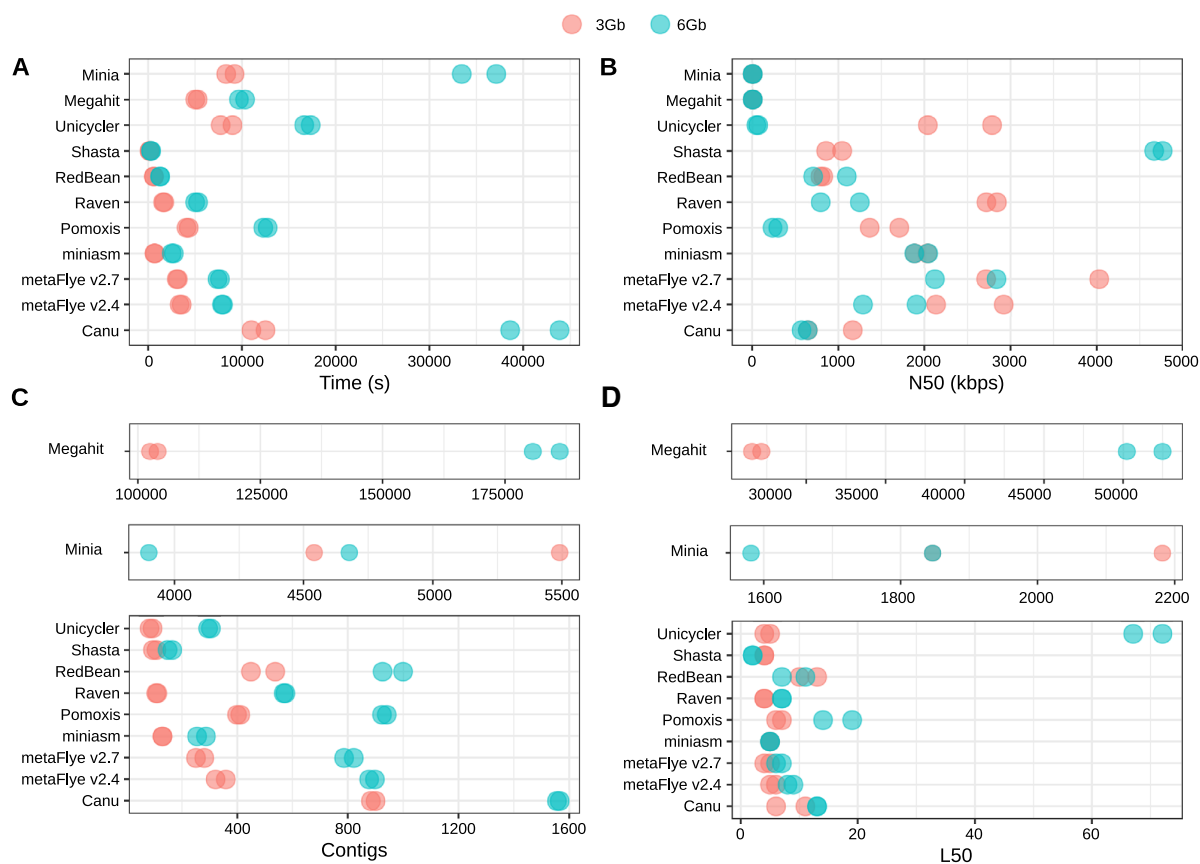 3Gb 6Gb
A
Minia
Megahit
Unicycler
Shasta
RedBean
Raven
Pomoxis
miniasm
metaFlye v2.7
metaFlye v2.4
Canu
0 10000 20000 30000 40000
Time (s)
B
Minia
Megahit
Unicycler
Shasta
RedBean
Raven
Pomoxis
miniasm
metaFlye v2.7
metaFlye v2.4
Canu
0 1000 2000 3000 4000 5000
N50 (kbps)
C
Megahit
100000 125000 150000 175000
Minia
4000 4500 5000 5500
Unicycler
Shasta
RedBean
Raven
Pomoxis
miniasm
metaFlye v2.7
metaFlye v2.4
Canu
400 800 1200 1600
Contigs
D
Megahit
30000 35000 40000 45000 50000
Minia
1600 1800 2000 2200
Unicycler
Shasta
RedBean
Raven
Pomoxis
miniasm
metaFlye v2.7
metaFlye v2.4
Canu
0 20 40 60
L50